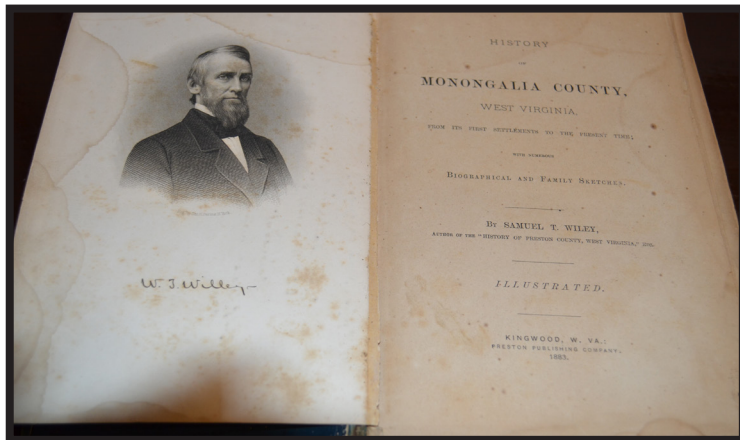 W. T. Willey
HISTORY
OF
MONONGALIA COUNTY,
WEST VIRGINIA,
FROM ITS FIRST SETTLEMENTS TO THE PRESENT TIME;
WITH NUMEROUS
BIOGRAPHICAL AND FAMILY SKETCHES.
BY SAMUEL T. WILEY,
AUTHOR OF THE "HISTORY OF PRESTON COUNTY, WEST VIRGINIA," ETC.
ILLUSTRATED.
KINGWOOD, W. VA.:
PRESTON PUBLISHING COMPANY.
1883.